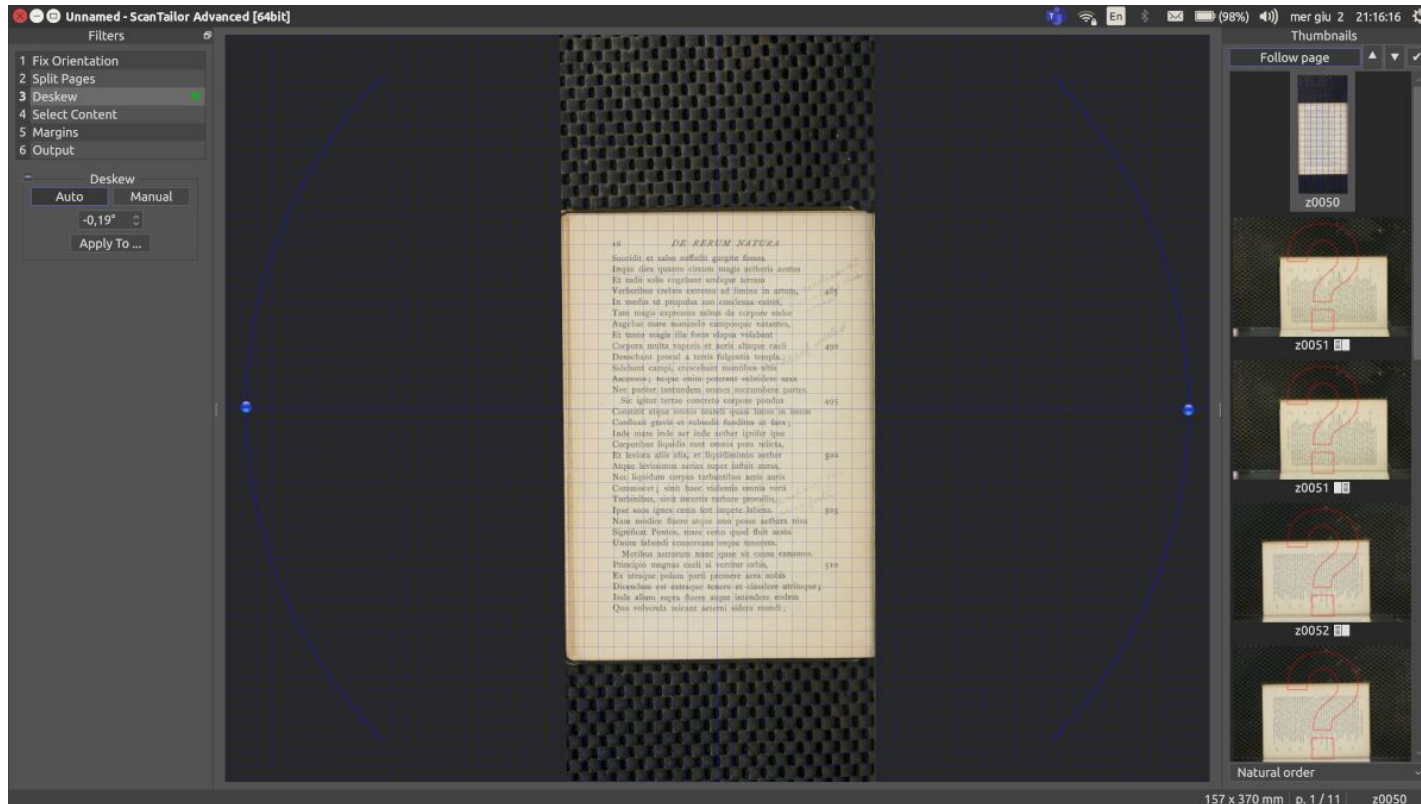 Unnamed - ScanTailor Advanced [64bit]
En
(98%)
mer giu 2 21:16:16
Filters
1 Fix Orientation
2 Split Pages
3 Deskew
4 Select Content
5 Margins
6 Output
Deskew
Auto Manual
-0,19°
Apply To ...
16 DE RERUM NATURA
Succidit et salso suffudit gurgite fossas.
Inque dies quanto circum magis aetheris aestus
Et radii solis cogebant undique terram
Verberibus crebris extrema ad limina in artum, 485
In medio ut propulsa suo condensa coiret,
Tam magis expressus salsus de corpore sudor
Augebat mare manando camposque natantes,
Et tanto magis illa foras elapsa volabant
Corpora multa vaporis et aeris altaque caeli 490
Densebant procul a terris fulgentia templa.
Sidebant campi, crescebant montibus altis
Ascensus; neque enim poterant subsidere saxa
Nec pariter tantundem omnes succumbere partes.
Sic igitur terrae concreto corpore pondus 495
Constitit atque omnis mundi quasi limus in imum
Confluxit gravis et subsedit funditus ut faex;
Inde mare inde aer inde aether ignifer ipse
Corporibus liquidis sunt omnia pura relicta,
Et leviora aliis alia, et liquidissimus aether 500
Atque levissimus aerias super influit auras,
Nec liquidum corpus turbantibus aeris auris
Commiscet; sinit haec violentis omnia verti
Turbinibus, sinit incertis turbare procellis,
Ipse suos ignes certo fert impete labens. 505
Nam modice fluere atque uno posse aethera nisu
Significat Pontos, mare certo quod fluit aestu
Unum labendi conservans usque tenorem.
Motibus astrorum nunc quae sit causa canamus.
Principio magnus caeli si vertitur orbis, 510
Ex utraque polum parti premere aera nobis
Dicendum est extraque tenere et claudere utrimque;
Inde alium supra fluere atque intendere eodem
Quo volvenda micant aeterni sidera mundi;
Thumbnails
Follow page
z0050
z0051
z0051
z0052
Natural order
157 x 370 mm p. 1 / 11 z0050